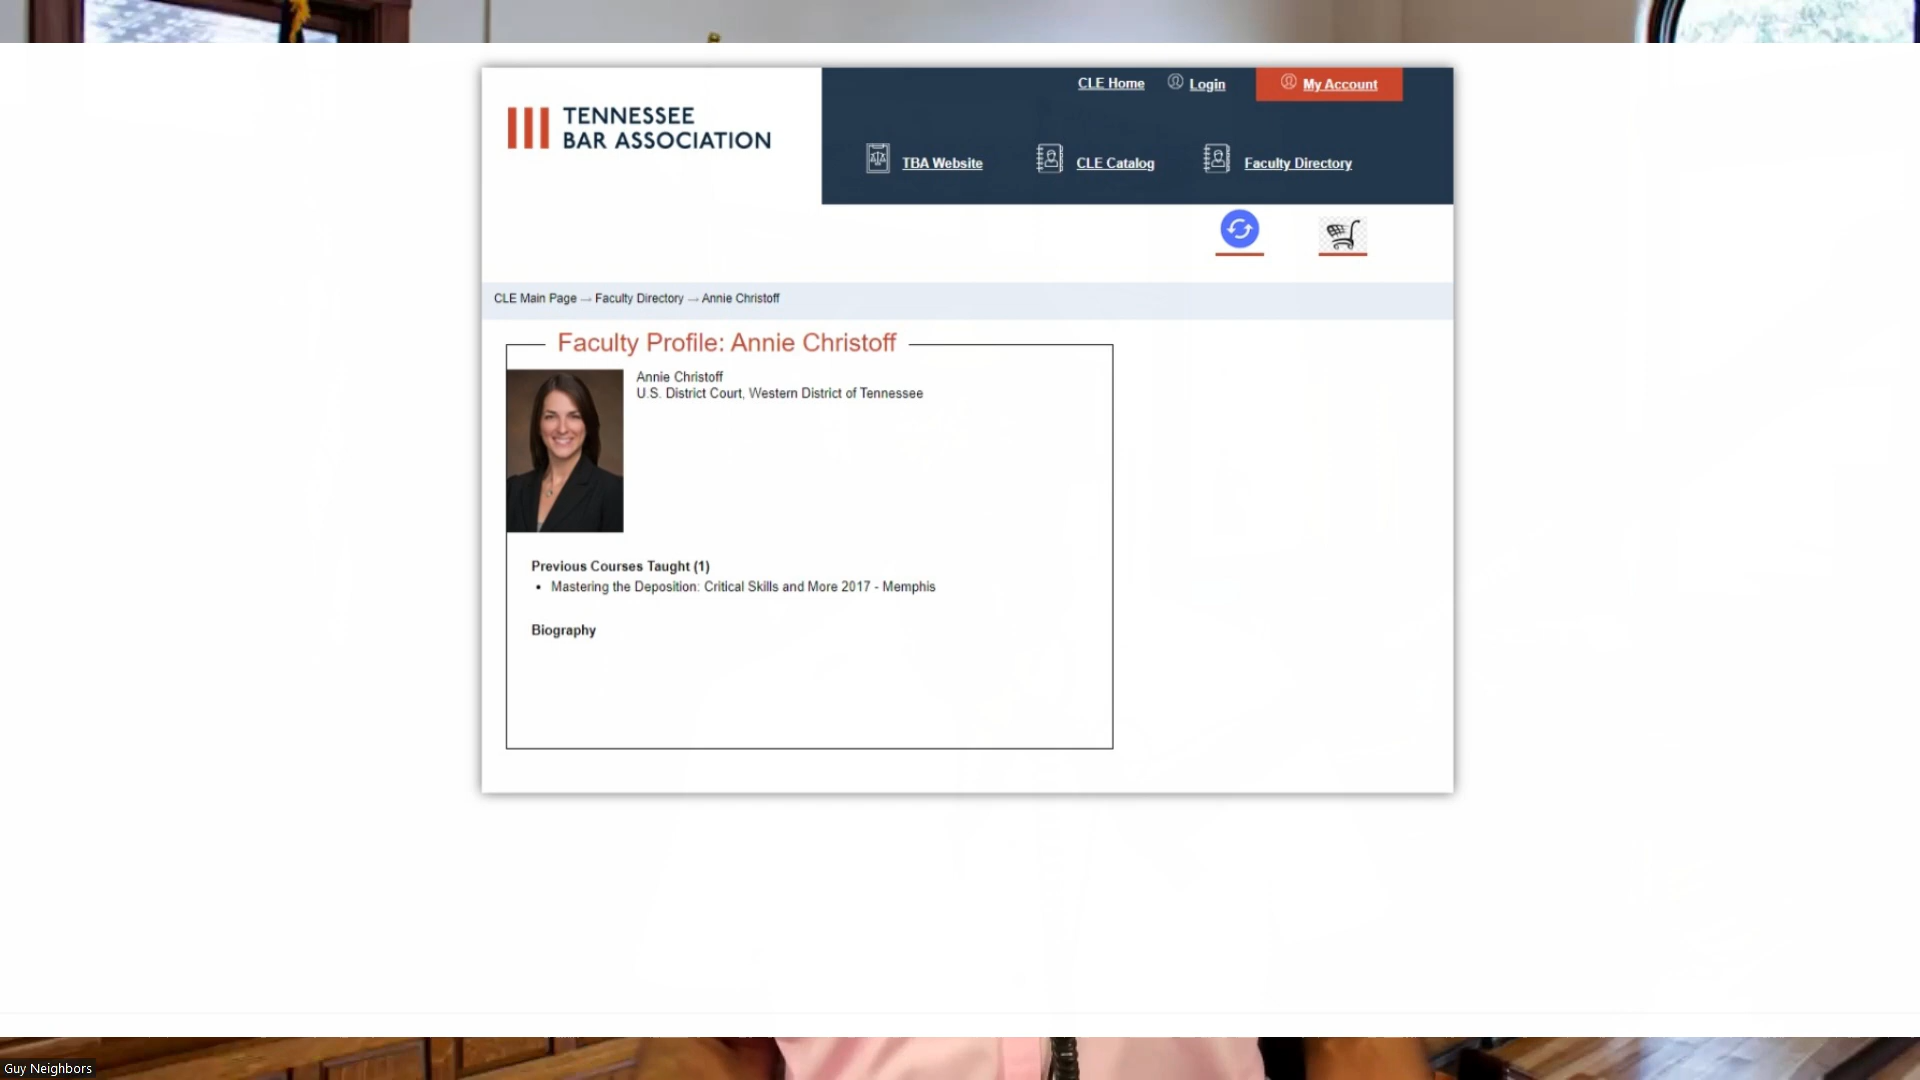 CLE Home
Login
My Account
TENNESSEE
BAR ASSOCIATION
TBA Website
CLE Catalog
Faculty Directory
CLE Main Page → Faculty Directory → Annie Christoff
Faculty Profile: Annie Christoff
Annie Christoff
U.S. District Court, Western District of Tennessee
Previous Courses Taught (1)
• Mastering the Deposition: Critical Skills and More 2017 - Memphis
Biography
Guy Neighbors